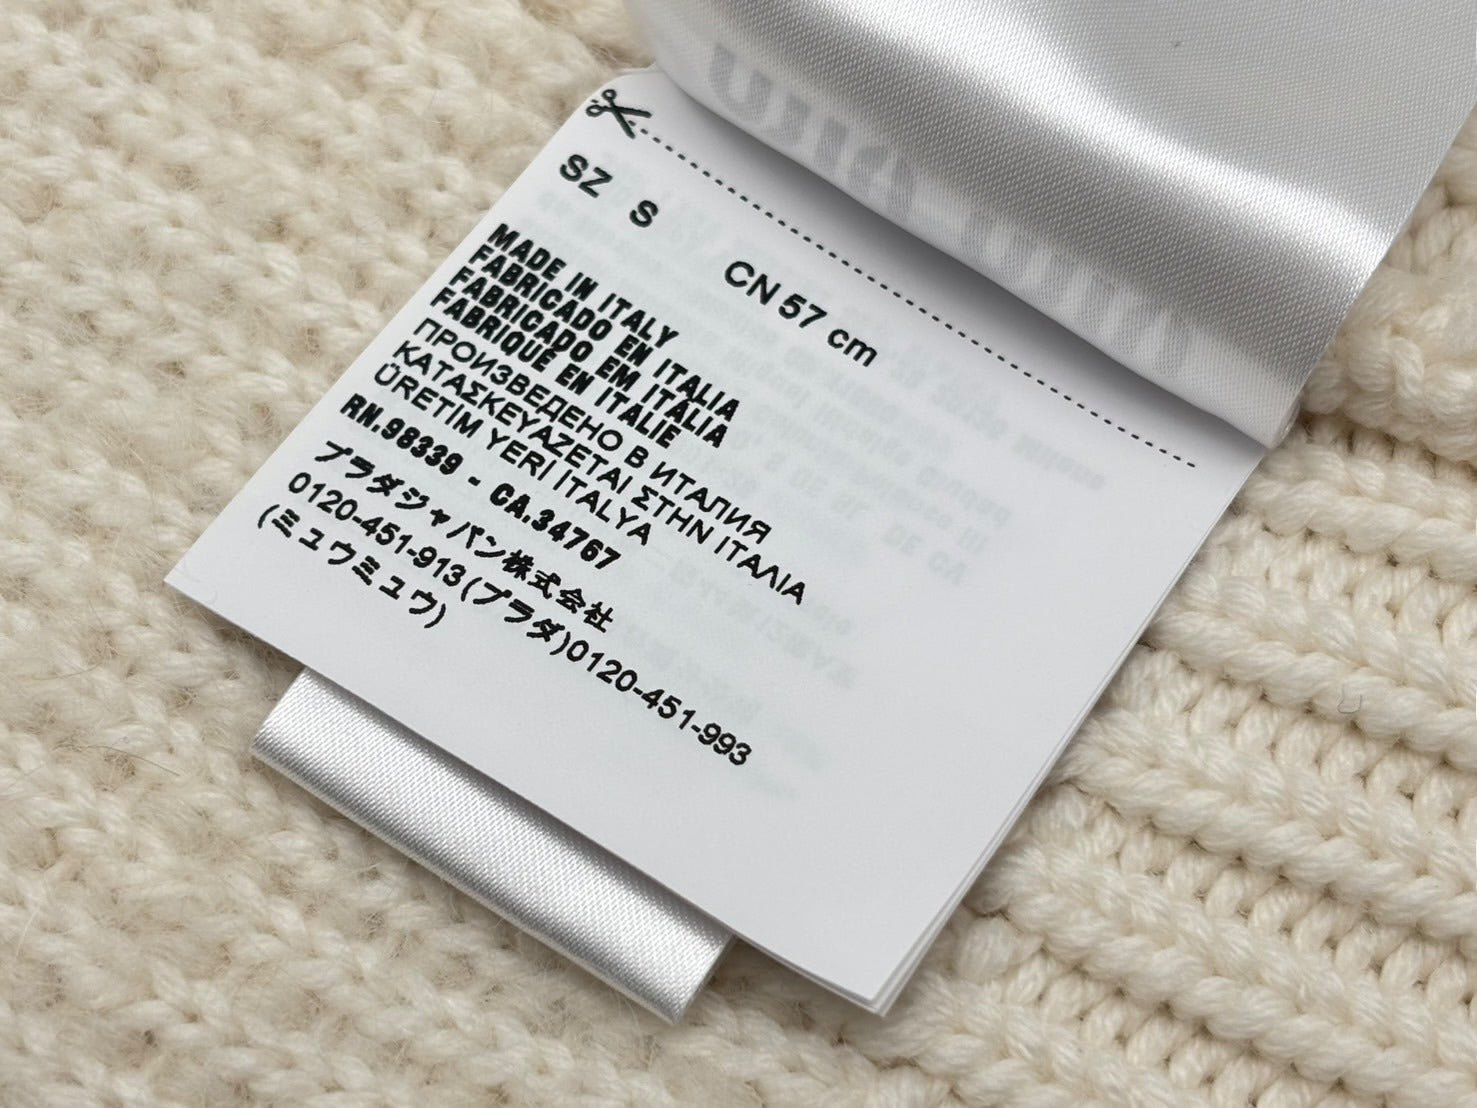 SZ S
CN 57 cm
MADE IN ITALY
FABRICADO EN ITALIA
FABRICADO EM ITÁLIA
FABRIQUÉ EN ITALIE
ПРОИЗВЕДЕНО В ИТАЛИЯ
ΚΑΤΑΣΚΕΥΑΖΕΤΑΙ ΣΤΗΝ ΙΤΑΛΙΑ
ÜRETIM YERI ITALYA
RN.98339 - CA.34767
プラダジャパン株式会社
0120-451-913(プラダ)0120-451-993
(ミュウミュウ)